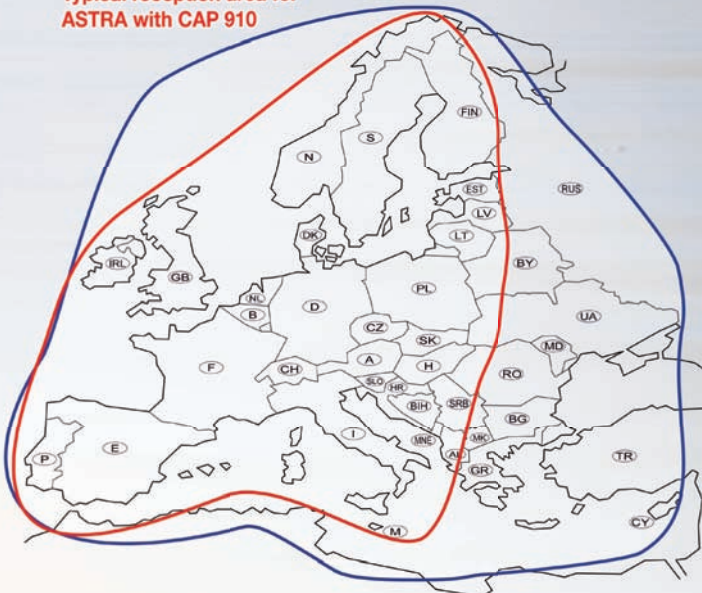 ASTRA with CAP 910
FIN
S
N
EST
RUS
LV
DK
LT
IRL
BY
GB
NL
PL
D
B
UA
CZ
SK
MD
A
H
F
CH
RO
SLO
HR
BIH
SRB
BG
I
MNE
MK
E
P
AL
TR
GR
CY
M